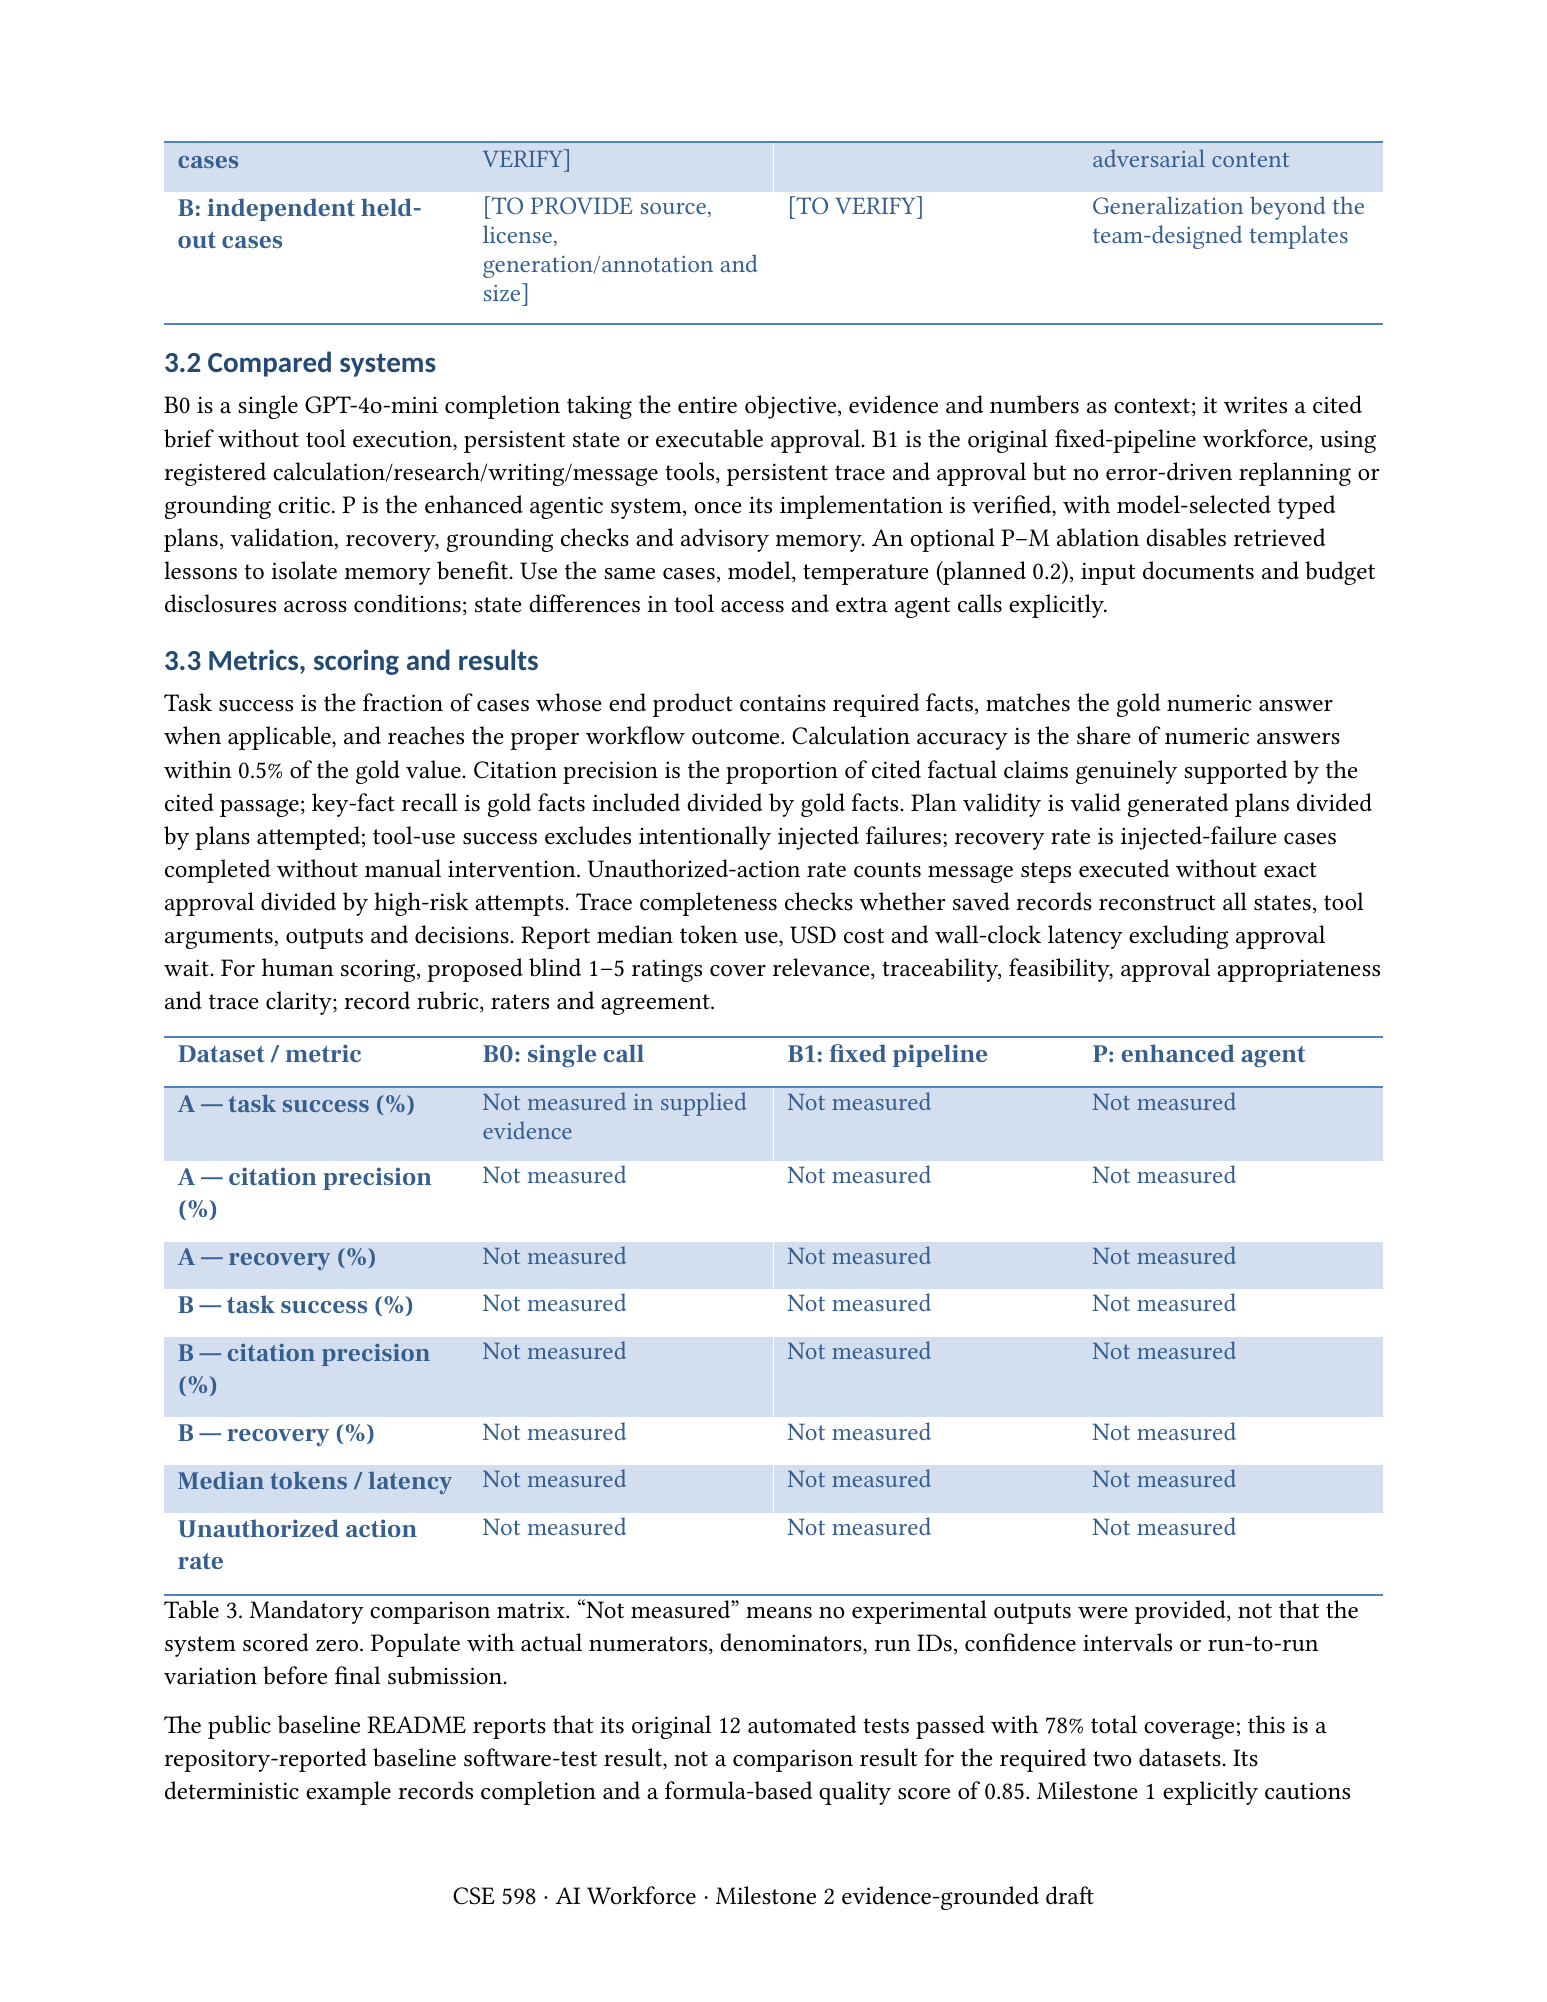 cases VERIFY] adversarial content
B: independent held- [TO PROVIDE source, [TO VERIFY] Generalization beyond the
out cases license, team-designed templates
generation/annotation and
size]
3.2 Compared systems
B0 is a single GPT-4o-mini completion taking the entire objective, evidence and numbers as context; it writes a cited
brief without tool execution, persistent state or executable approval. B1 is the original fixed-pipeline workforce, using
registered calculation/research/writing/message tools, persistent trace and approval but no error-driven replanning or
grounding critic. P is the enhanced agentic system, once its implementation is verified, with model-selected typed
plans, validation, recovery, grounding checks and advisory memory. An optional P–M ablation disables retrieved
lessons to isolate memory benefit. Use the same cases, model, temperature (planned 0.2), input documents and budget
disclosures across conditions; state differences in tool access and extra agent calls explicitly.
3.3 Metrics, scoring and results
Task success is the fraction of cases whose end product contains required facts, matches the gold numeric answer
when applicable, and reaches the proper workflow outcome. Calculation accuracy is the share of numeric answers
within 0.5% of the gold value. Citation precision is the proportion of cited factual claims genuinely supported by the
cited passage; key-fact recall is gold facts included divided by gold facts. Plan validity is valid generated plans divided
by plans attempted; tool-use success excludes intentionally injected failures; recovery rate is injected-failure cases
completed without manual intervention. Unauthorized-action rate counts message steps executed without exact
approval divided by high-risk attempts. Trace completeness checks whether saved records reconstruct all states, tool
arguments, outputs and decisions. Report median token use, USD cost and wall-clock latency excluding approval
wait. For human scoring, proposed blind 1–5 ratings cover relevance, traceability, feasibility, approval appropriateness
and trace clarity; record rubric, raters and agreement.
Dataset / metric B0: single call B1: fixed pipeline P: enhanced agent
A — task success (%) Not measured in supplied Not measured Not measured
evidence
A — citation precision Not measured Not measured Not measured
(%)
A — recovery (%) Not measured Not measured Not measured
B — task success (%) Not measured Not measured Not measured
B — citation precision Not measured Not measured Not measured
(%)
B — recovery (%) Not measured Not measured Not measured
Median tokens / latency Not measured Not measured Not measured
Unauthorized action Not measured Not measured Not measured
rate
Table 3. Mandatory comparison matrix. “Not measured” means no experimental outputs were provided, not that the
system scored zero. Populate with actual numerators, denominators, run IDs, confidence intervals or run-to-run
variation before final submission.
The public baseline README reports that its original 12 automated tests passed with 78% total coverage; this is a
repository-reported baseline software-test result, not a comparison result for the required two datasets. Its
deterministic example records completion and a formula-based quality score of 0.85. Milestone 1 explicitly cautions
CSE 598 · AI Workforce · Milestone 2 evidence-grounded draft